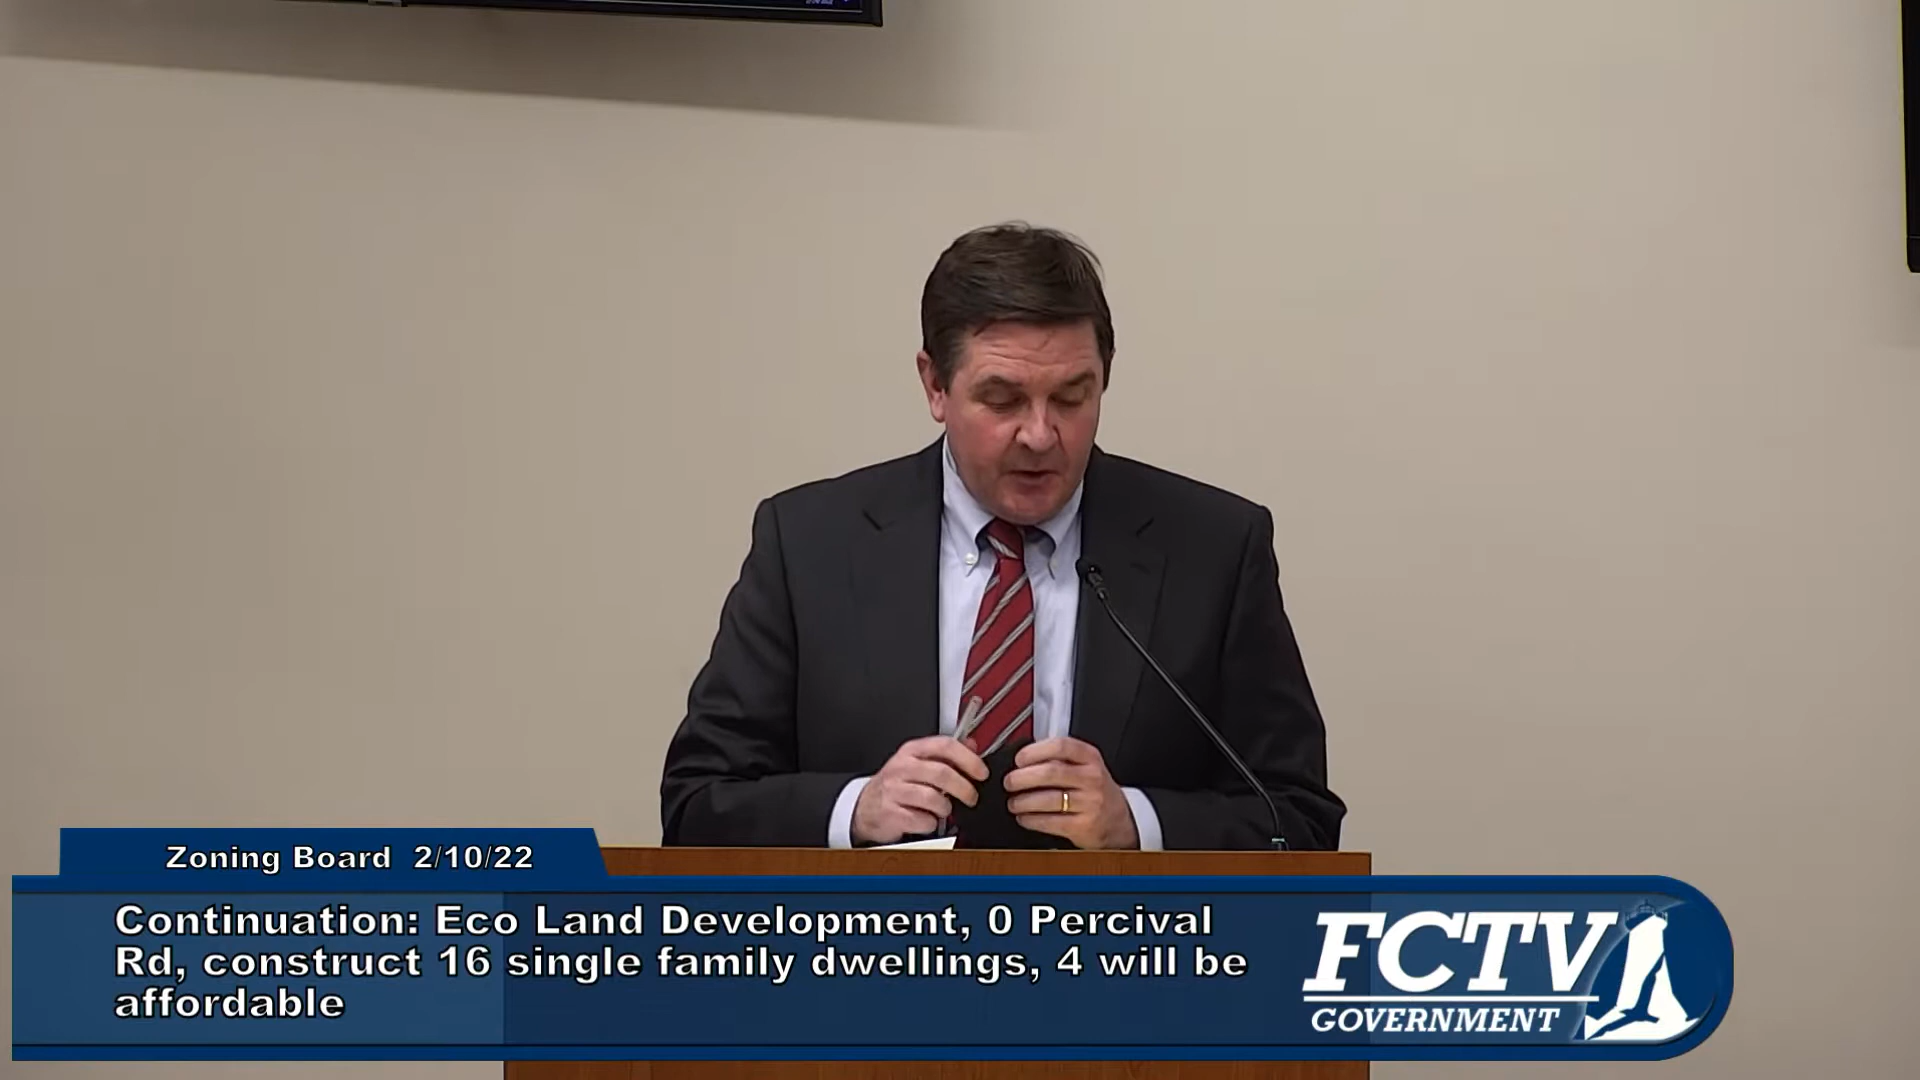 Zoning Board 2/10/22
Continuation: Eco Land Development, 0 Percival
Rd, construct 16 single family dwellings, 4 will be
affordable
FCTV
GOVERNMENT